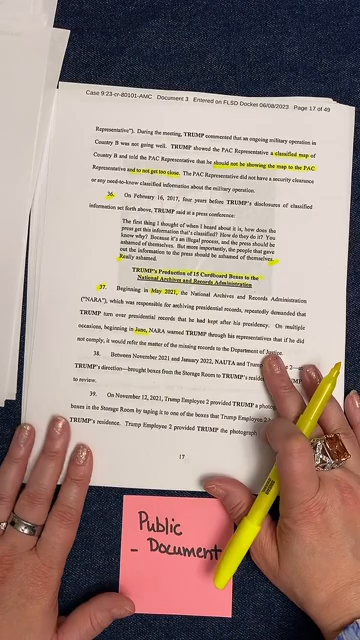 Case 9:23-cr-80101-AMC Document 3 Entered on FLSD Docket 06/08/2023 Page 17 of 49
Representative"). During the meeting, TRUMP commented that an ongoing military operation in
Country B was not going well. TRUMP showed the PAC Representative a classified map of
Country B and told the PAC Representative that he should not be showing the map to the PAC
Representative and to not get too close. The PAC Representative did not have a security clearance
or any need-to-know classified information about the military operation.
36. On February 16, 2017, four years before TRUMP's disclosures of classified
information set forth above, TRUMP said at a press conference:
The first thing I thought of when I heard about it is, how does the
press get this information that's classified? How do they do it? You
know why? Because it's an illegal process, and the press should be
ashamed of themselves. But more importantly, the people that gave
out the information to the press should be ashamed of themselves.
Really ashamed.
TRUMP's Production of 15 Cardboard Boxes to the
National Archives and Records Administration
37. Beginning in May 2021, the National Archives and Records Administration
("NARA"), which was responsible for archiving presidential records, repeatedly demanded that
TRUMP turn over presidential records that he had kept after his presidency. On multiple
occasions, beginning in June, NARA warned TRUMP through his representatives that if he did
not comply, it would refer the matter of the missing records to the Department of Justice.
38. Between November 2021 and January 2022, NAUTA and Trump 2—at
TRUMP's direction—brought boxes from the Storage Room to TRUMP's
to review.
39. On November 12, 2021, Trump Employee 2 provided TRUMP a
boxes in the Storage Room by taping it to one of the boxes that Trump Employee 2
TRUMP's residence. Trump Employee 2 provided TRUMP the photograph
17
Public
- Document